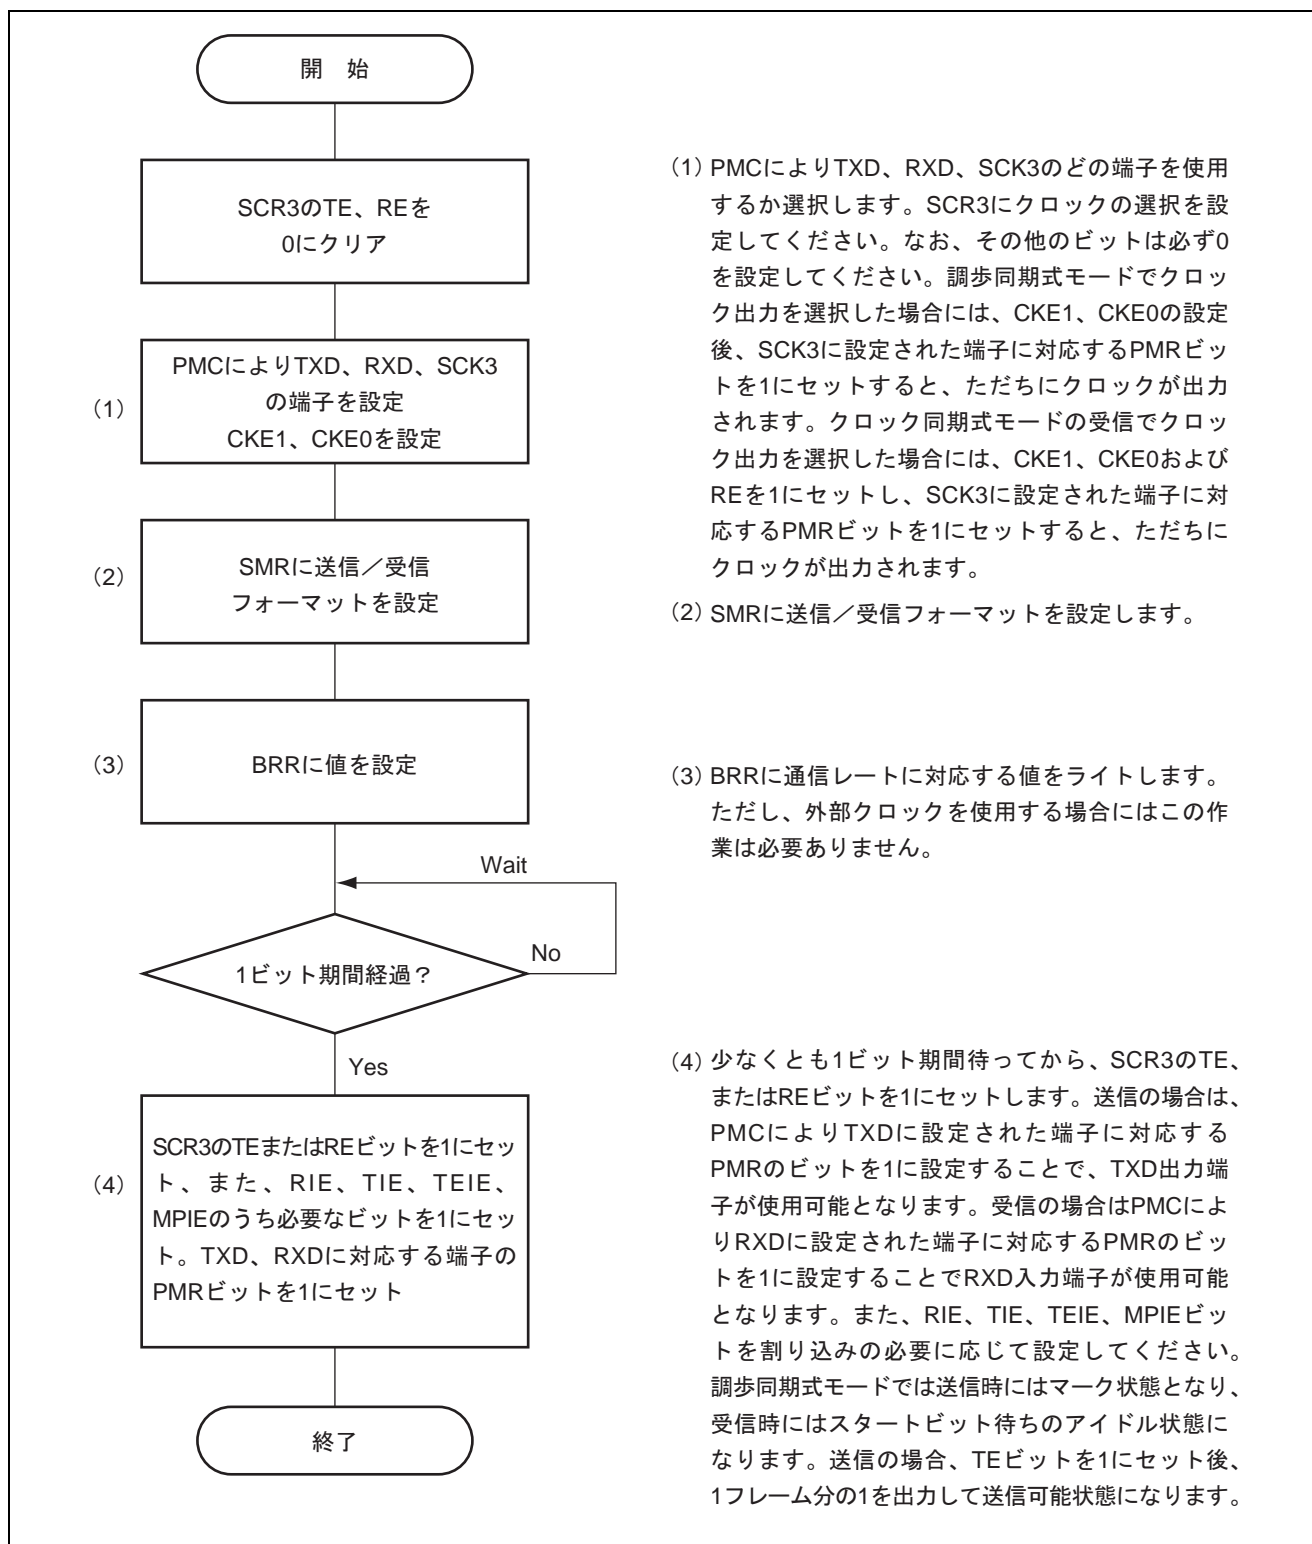 開　始
SCR3のTE、REを
0にクリア
(1)
PMCによりTXD、RXD、SCK3
の端子を設定
CKE1、CKE0を設定
(2)
SMRに送信／受信
フォーマットを設定
(3)
BRRに値を設定
Wait
1ビット期間経過？
No
Yes
(4)
SCR3のTEまたはREビットを1にセッ
ト、また、RIE、TIE、TEIE、
MPIEのうち必要なビットを1にセッ
ト。TXD、RXDに対応する端子の
PMRビットを1にセット
終了
(1) PMCによりTXD、RXD、SCK3のどの端子を使用
するか選択します。SCR3にクロックの選択を設
定してください。なお、その他のビットは必ず0
を設定してください。調歩同期式モードでクロッ
ク出力を選択した場合には、CKE1、CKE0の設定
後、SCK3に設定された端子に対応するPMRビッ
トを1にセットすると、ただちにクロックが出力
されます。クロック同期式モードの受信でクロッ
ク出力を選択した場合には、CKE1、CKE0および
REを1にセットし、SCK3に設定された端子に対
応するPMRビットを1にセットすると、ただちに
クロックが出力されます。
(2) SMRに送信／受信フォーマットを設定します。
(3) BRRに通信レートに対応する値をライトします。
ただし、外部クロックを使用する場合にはこの作
業は必要ありません。
(4) 少なくとも1ビット期間待ってから、SCR3のTE、
またはREビットを1にセットします。送信の場合は、
PMCによりTXDに設定された端子に対応する
PMRのビットを1に設定することで、TXD出力端
子が使用可能となります。受信の場合はPMCによ
りRXDに設定された端子に対応するPMRのビッ
トを1に設定することでRXD入力端子が使用可能
となります。また、RIE、TIE、TEIE、MPIEビッ
トを割り込みの必要に応じて設定してください。
調歩同期式モードでは送信時にはマーク状態となり、
受信時にはスタートビット待ちのアイドル状態に
なります。送信の場合、TEビットを1にセット後、
1フレーム分の1を出力して送信可能状態になります。